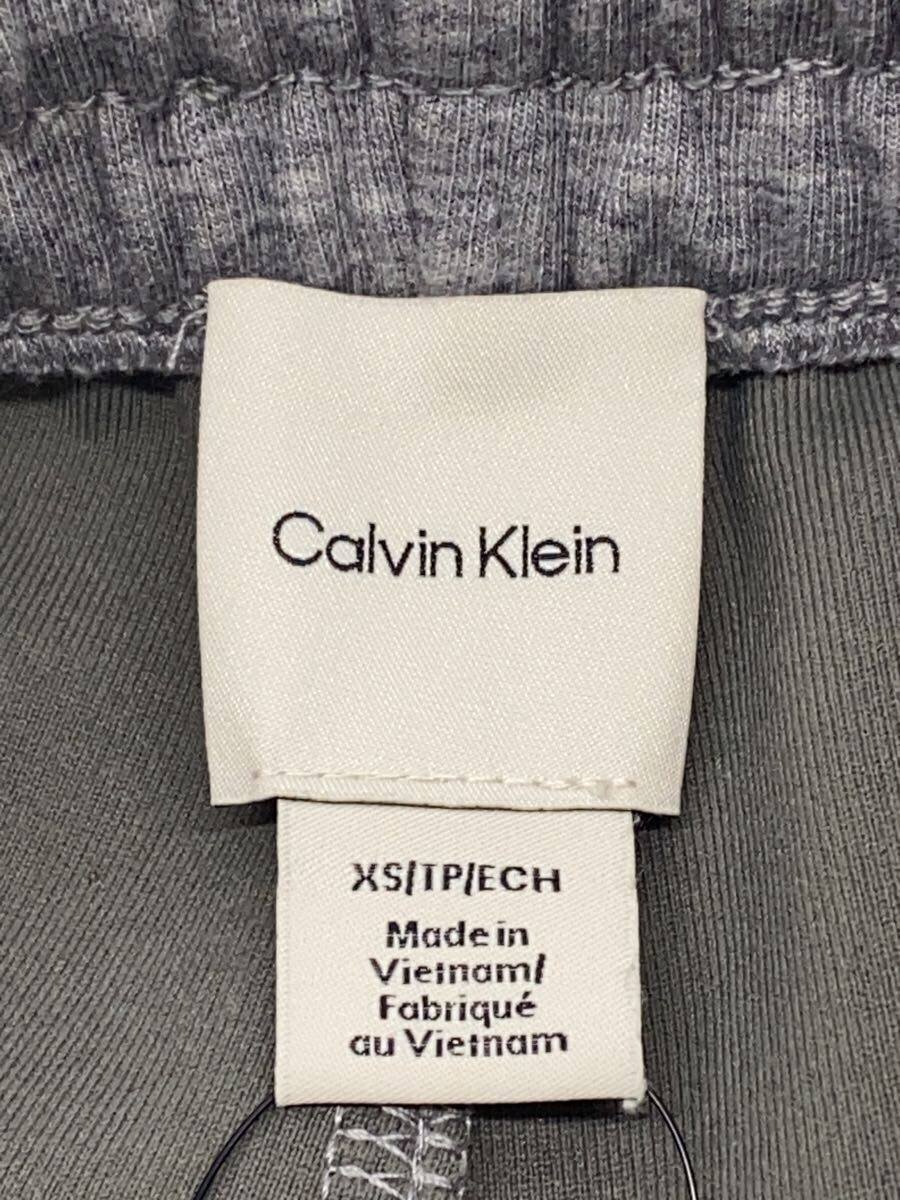 Calvin Klein
XS/TP/ECH
Made in
Vietnam/
Fabriqué
au Vietnam